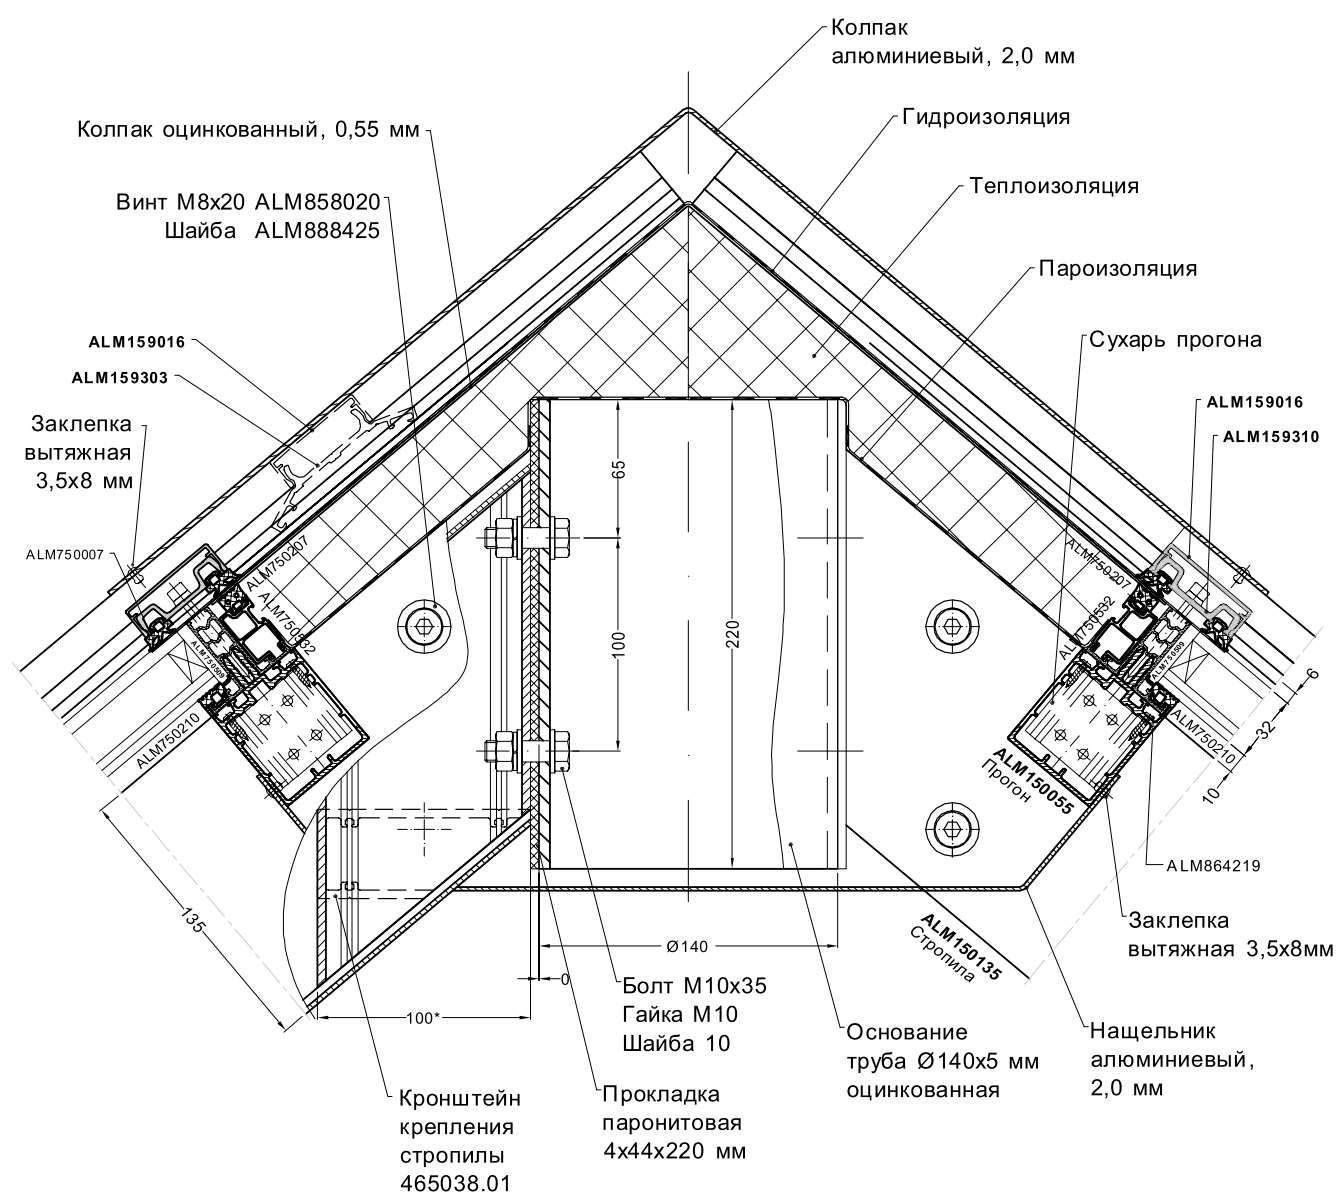 Колпак
алюминиевый, 2,0 мм
Гидроизоляция
Колпак оцинкованный, 0,55 мм
Теплоизоляция
Винт М8х20 ALM858020
Шайба ALM888425
Пароизоляция
Сухарь прогона
ALM159016
ALM159303
ALM159016
ALM159310
Заклепка
вытяжная
3,5х8 мм
ALM750007
ALM750207
ALM750532
ALM750509
ALM750210
65
100
220
ALM750207
ALM750532
ALM750509
ALM750210
6
32
10
ALM150055
Прогон
ALM864219
135
Ø140
0
100*
ALM150135
Стропила
Заклепка
вытяжная 3,5х8мм
Болт М10х35
Гайка М10
Шайба 10
Основание
труба Ø140х5 мм
оцинкованная
Нащельник
алюминиевый,
2,0 мм
Кронштейн
крепления
стропилы
465038.01
Прокладка
паронитовая
4х44х220 мм